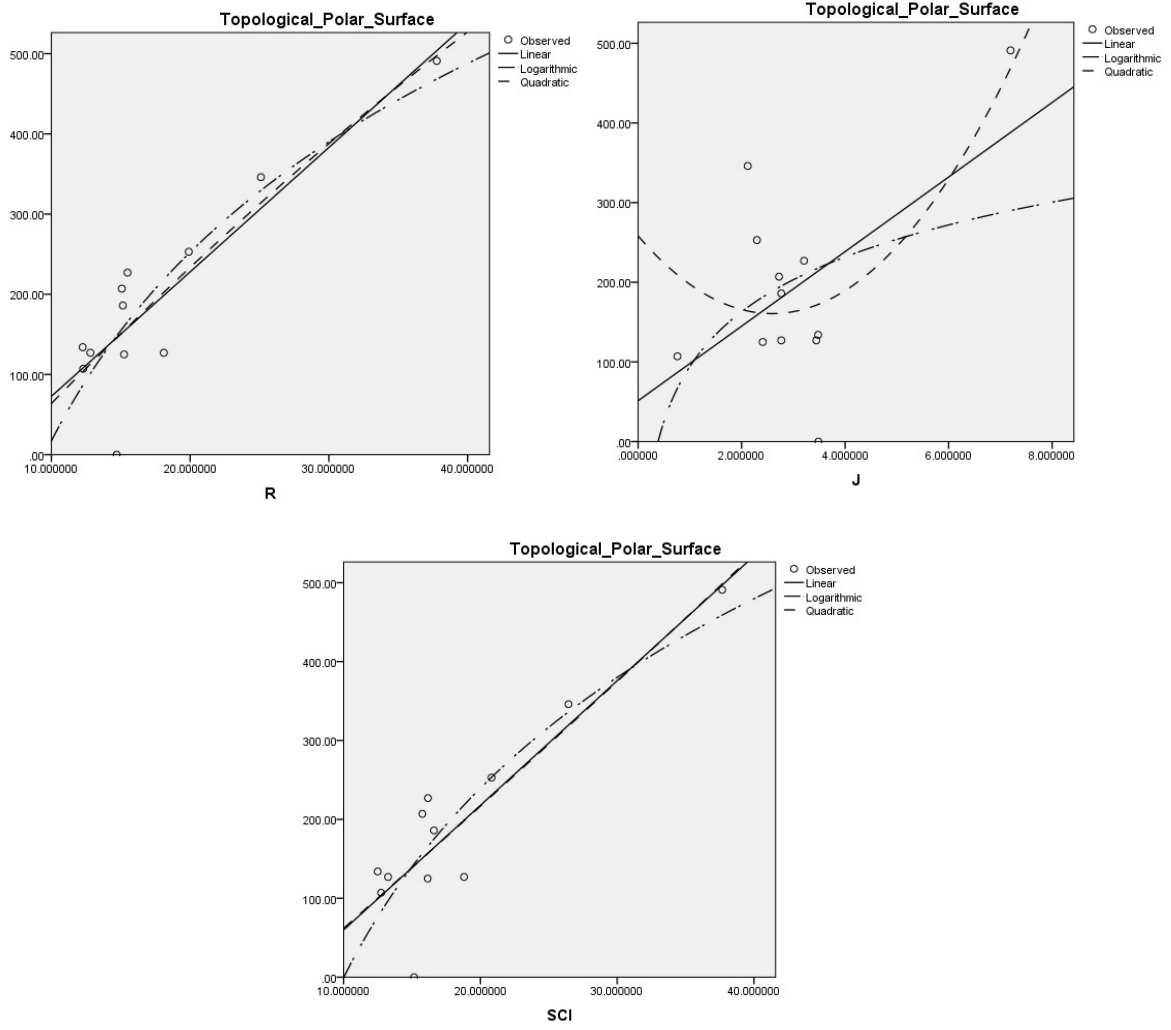 Topological_Polar_Surface
500.00
400.00
300.00
200.00
100.00
.00
10.000000 20.000000 30.000000 40.000000
R
Observed
Linear
Logarithmic
Quadratic
Topological_Polar_Surface
500.00
400.00
300.00
200.00
100.00
.00
.000000 2.000000 4.000000 6.000000 8.000000
J
Observed
Linear
Logarithmic
Quadratic
Topological_Polar_Surface
500.00
400.00
300.00
200.00
100.00
.00
10.000000 20.000000 30.000000 40.000000
SCI
Observed
Linear
Logarithmic
Quadratic